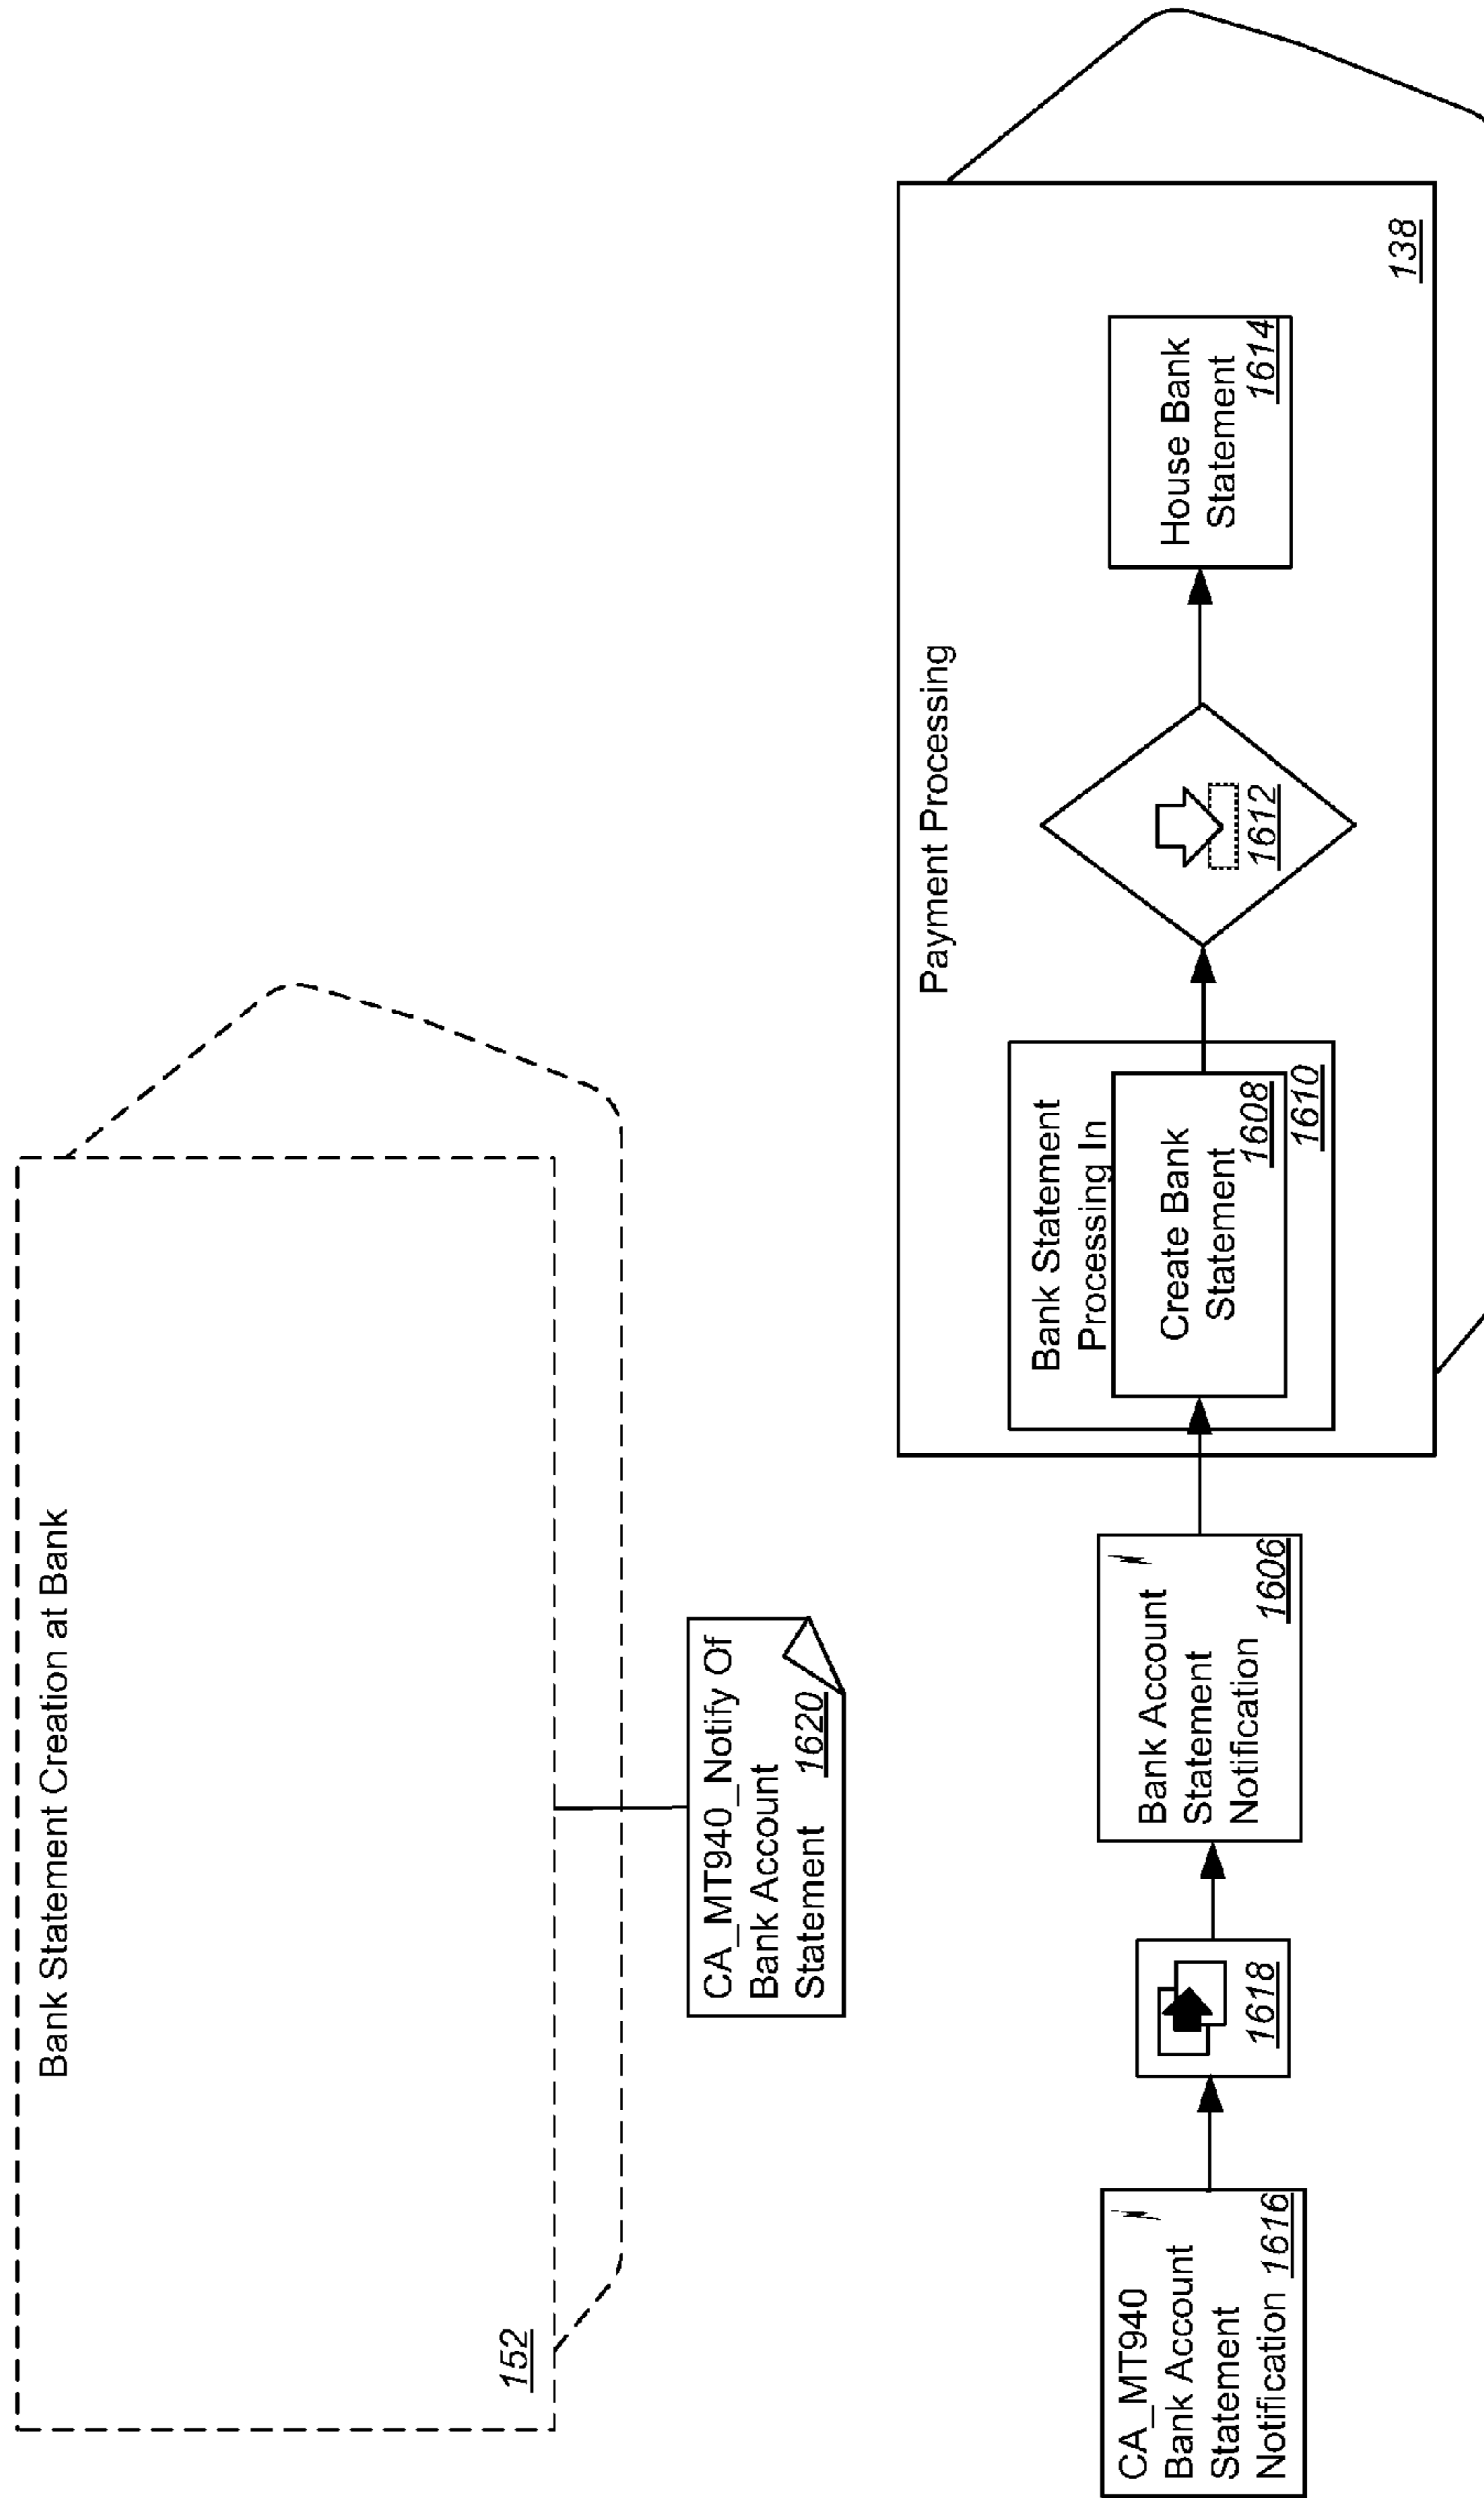 Bank Statement Creation at Bank
152
CA_MT940_Notify Of
Bank Account
Statement
1620
CA_MT940
Bank Account
Statement
Notification
1616
1618
Bank Account
Statement
Notification
1606
Payment Processing
Bank Statement
Processing In
Create Bank
Statement
1608
1610
1612
House Bank
Statement
1614
138